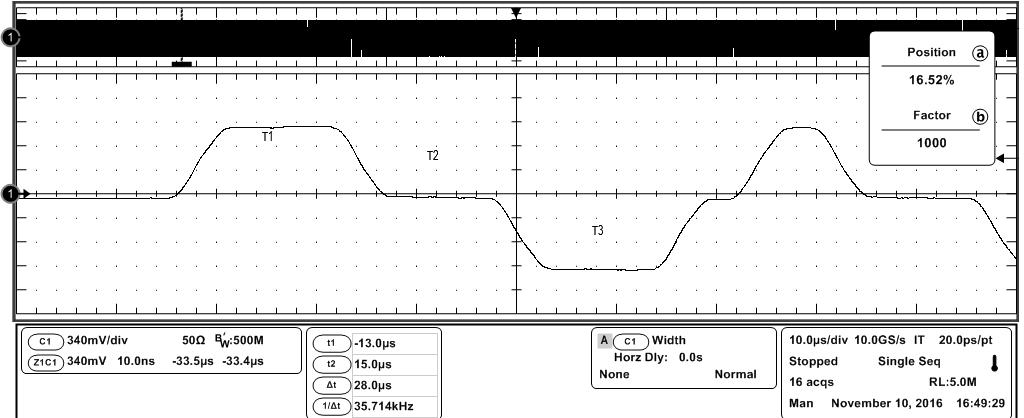 1
Position a
16.52%
Factor b
1000
T1
T2
1
T3
C1 340mV/div 50Ω BW:500M
Z1C1 340mV 10.0ns -33.5µs -33.4µs
t1 -13.0µs
t2 15.0µs
Δt 28.0µs
1/Δt 35.714kHz
A C1 Width
Horz Dly: 0.0s
None Normal
10.0µs/div 10.0GS/s IT 20.0ps/pt
Stopped Single Seq
16 acqs RL:5.0M
Man November 10, 2016 16:49:29